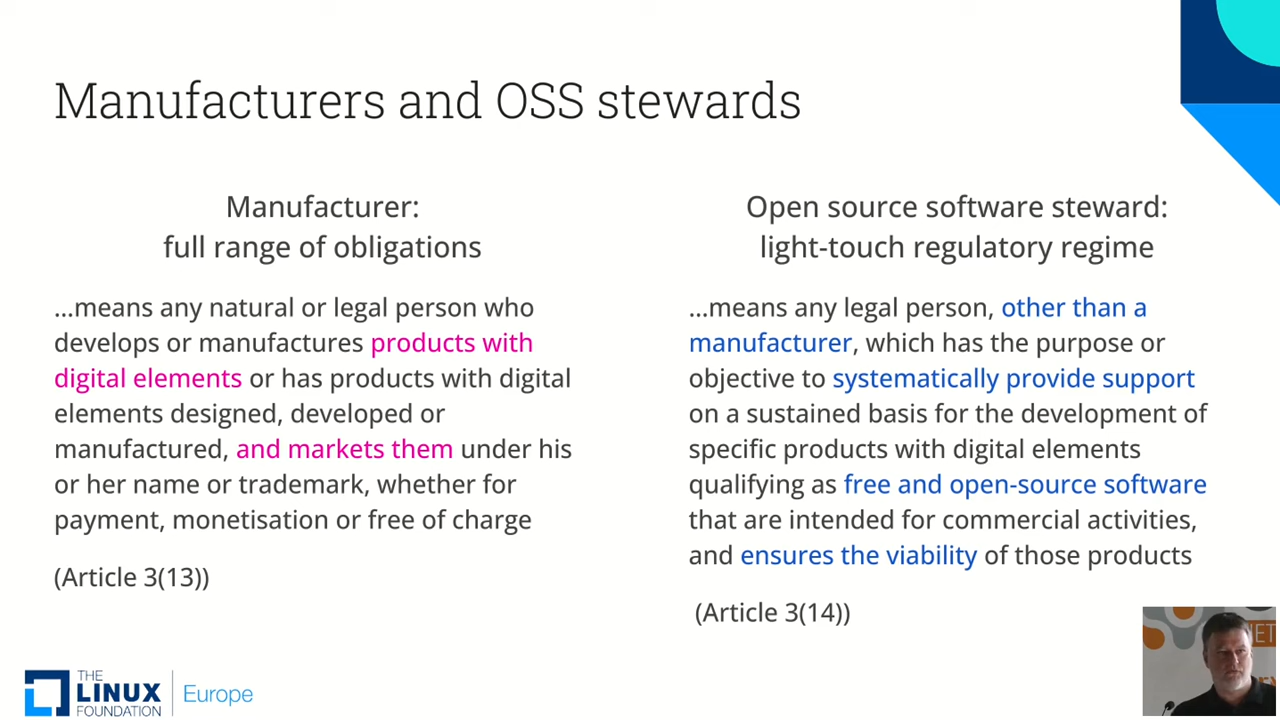 Manufacturers and OSS stewards
Manufacturer:
full range of obligations
...means any natural or legal person who
develops or manufactures products with
digital elements or has products with digital
elements designed, developed or
manufactured, and markets them under his
or her name or trademark, whether for
payment, monetisation or free of charge
(Article 3(13))
Open source software steward:
light-touch regulatory regime
...means any legal person, other than a
manufacturer, which has the purpose or
objective to systematically provide support
on a sustained basis for the development of
specific products with digital elements
qualifying as free and open-source software
that are intended for commercial activities,
and ensures the viability of those products
(Article 3(14))
THE
LINUX
FOUNDATION
Europe